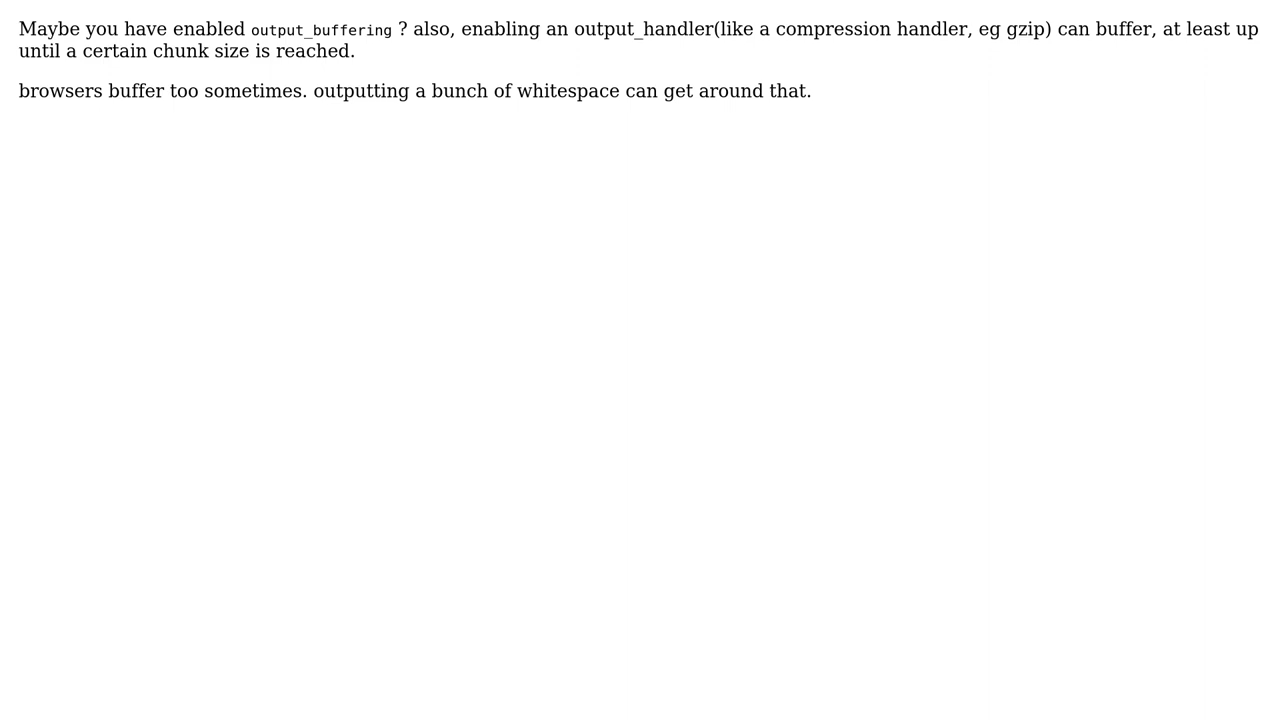 Maybe you have enabled output_buffering ? also, enabling an output_handler(like a compression handler, eg gzip) can buffer, at least up
until a certain chunk size is reached.
browsers buffer too sometimes. outputting a bunch of whitespace can get around that.